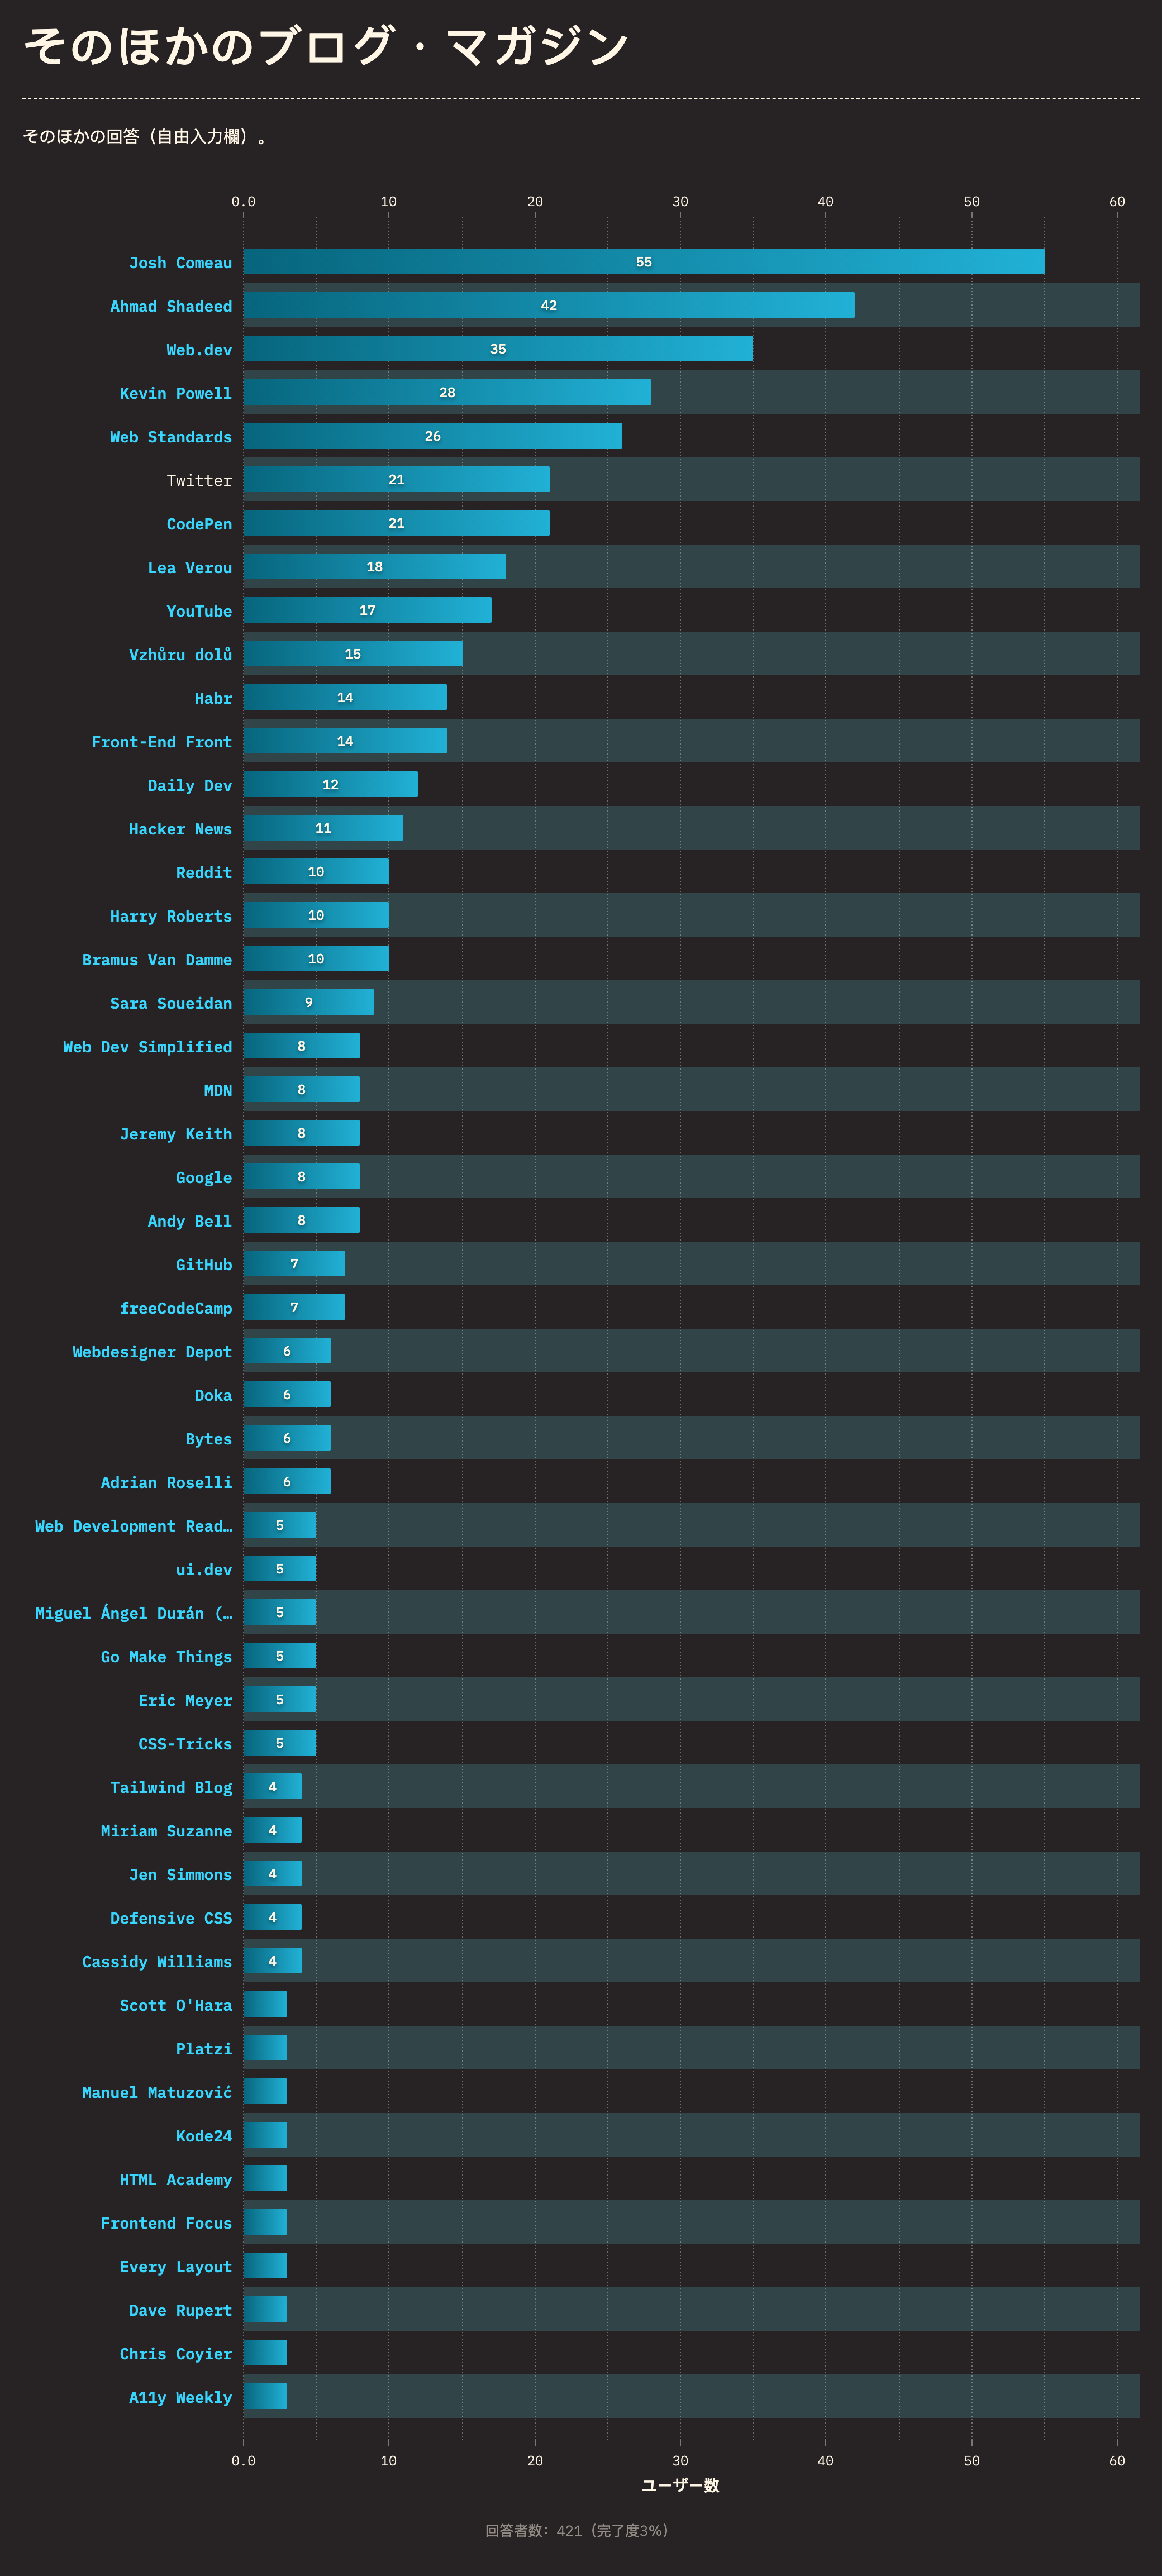 そのほかのブログ・マガジン
そのほかの回答（自由入力欄）。
0.0 10 20 30 40 50 60
Josh Comeau 55
Ahmad Shadeed 42
Web.dev 35
Kevin Powell 28
Web Standards 26
Twitter 21
CodePen 21
Lea Verou 18
YouTube 17
Vzhůru dolů 15
Habr 14
Front-End Front 14
Daily Dev 12
Hacker News 11
Reddit 10
Harry Roberts 10
Bramus Van Damme 10
Sara Soueidan 9
Web Dev Simplified 8
MDN 8
Jeremy Keith 8
Google 8
Andy Bell 8
GitHub 7
freeCodeCamp 7
Webdesigner Depot 6
Doka 6
Bytes 6
Adrian Roselli 6
Web Development Read… 5
ui.dev 5
Miguel Ángel Durán (… 5
Go Make Things 5
Eric Meyer 5
CSS-Tricks 5
Tailwind Blog 4
Miriam Suzanne 4
Jen Simmons 4
Defensive CSS 4
Cassidy Williams 4
Scott O'Hara
Platzi
Manuel Matuzović
Kode24
HTML Academy
Frontend Focus
Every Layout
Dave Rupert
Chris Coyier
A11y Weekly
0.0 10 20 30 40 50 60
ユーザー数
回答者数：421（完了度3%）